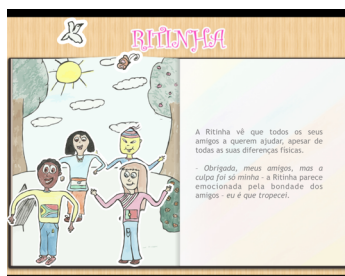 RITINHA
A Ritinha vê que todos os seus
amigos a querem ajudar, apesar de
todas as suas diferenças físicas.
- Obrigada, meus amigos, mas a
culpa foi só minha - a Ritinha parece
emocionada pela bondade dos
amigos - eu é que tropecei.